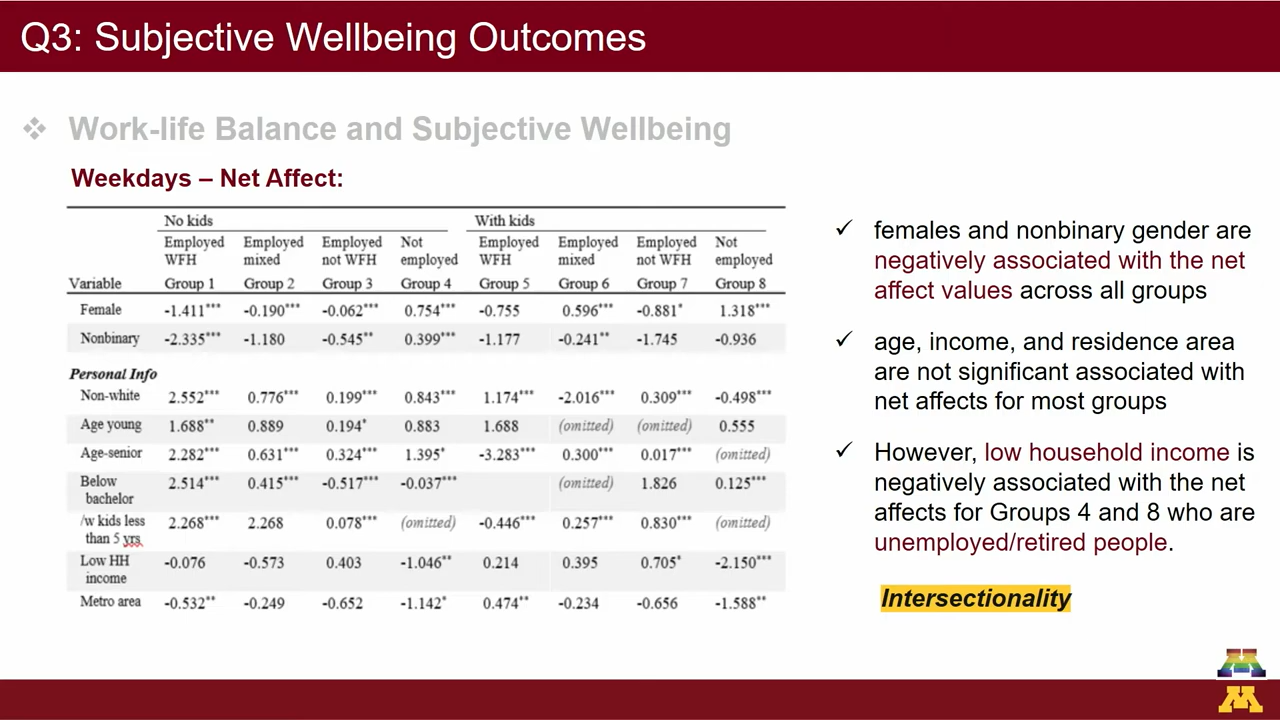 Q3: Subjective Wellbeing Outcomes
❖ Work-life Balance and Subjective Wellbeing
Weekdays – Net Affect:
No kids With kids
Employed Employed Employed Not Employed Employed Employed Not
WFH mixed not WFH employed WFH mixed not WFH employed
Variable Group 1 Group 2 Group 3 Group 4 Group 5 Group 6 Group 7 Group 8
Female -1.411*** -0.190*** -0.062*** 0.754*** -0.755 0.596*** -0.881* 1.318***
Nonbinary -2.335*** -1.180 -0.545** 0.399*** -1.177 -0.241** -1.745 -0.936
Personal Info
Non-white 2.552*** 0.776*** 0.199*** 0.843*** 1.174*** -2.016*** 0.309*** -0.498***
Age young 1.688** 0.889 0.194* 0.883 1.688 (omitted) (omitted) 0.555
Age-senior 2.282*** 0.631*** 0.324*** 1.395* -3.283*** 0.300*** 0.017*** (omitted)
Below 2.514*** 0.415*** -0.517*** -0.037*** (omitted) 1.826 0.125***
bachelor
/w kids less 2.268*** 2.268 0.078*** (omitted) -0.446*** 0.257*** 0.830*** (omitted)
than 5 yrs
Low HH -0.076 -0.573 0.403 -1.046** 0.214 0.395 0.705* -2.150***
income
Metro area -0.532** -0.249 -0.652 -1.142* 0.474** -0.234 -0.656 -1.588**
✓ females and nonbinary gender are
negatively associated with the net
affect values across all groups
✓ age, income, and residence area
are not significant associated with
net affects for most groups
✓ However, low household income is
negatively associated with the net
affects for Groups 4 and 8 who are
unemployed/retired people.
Intersectionality